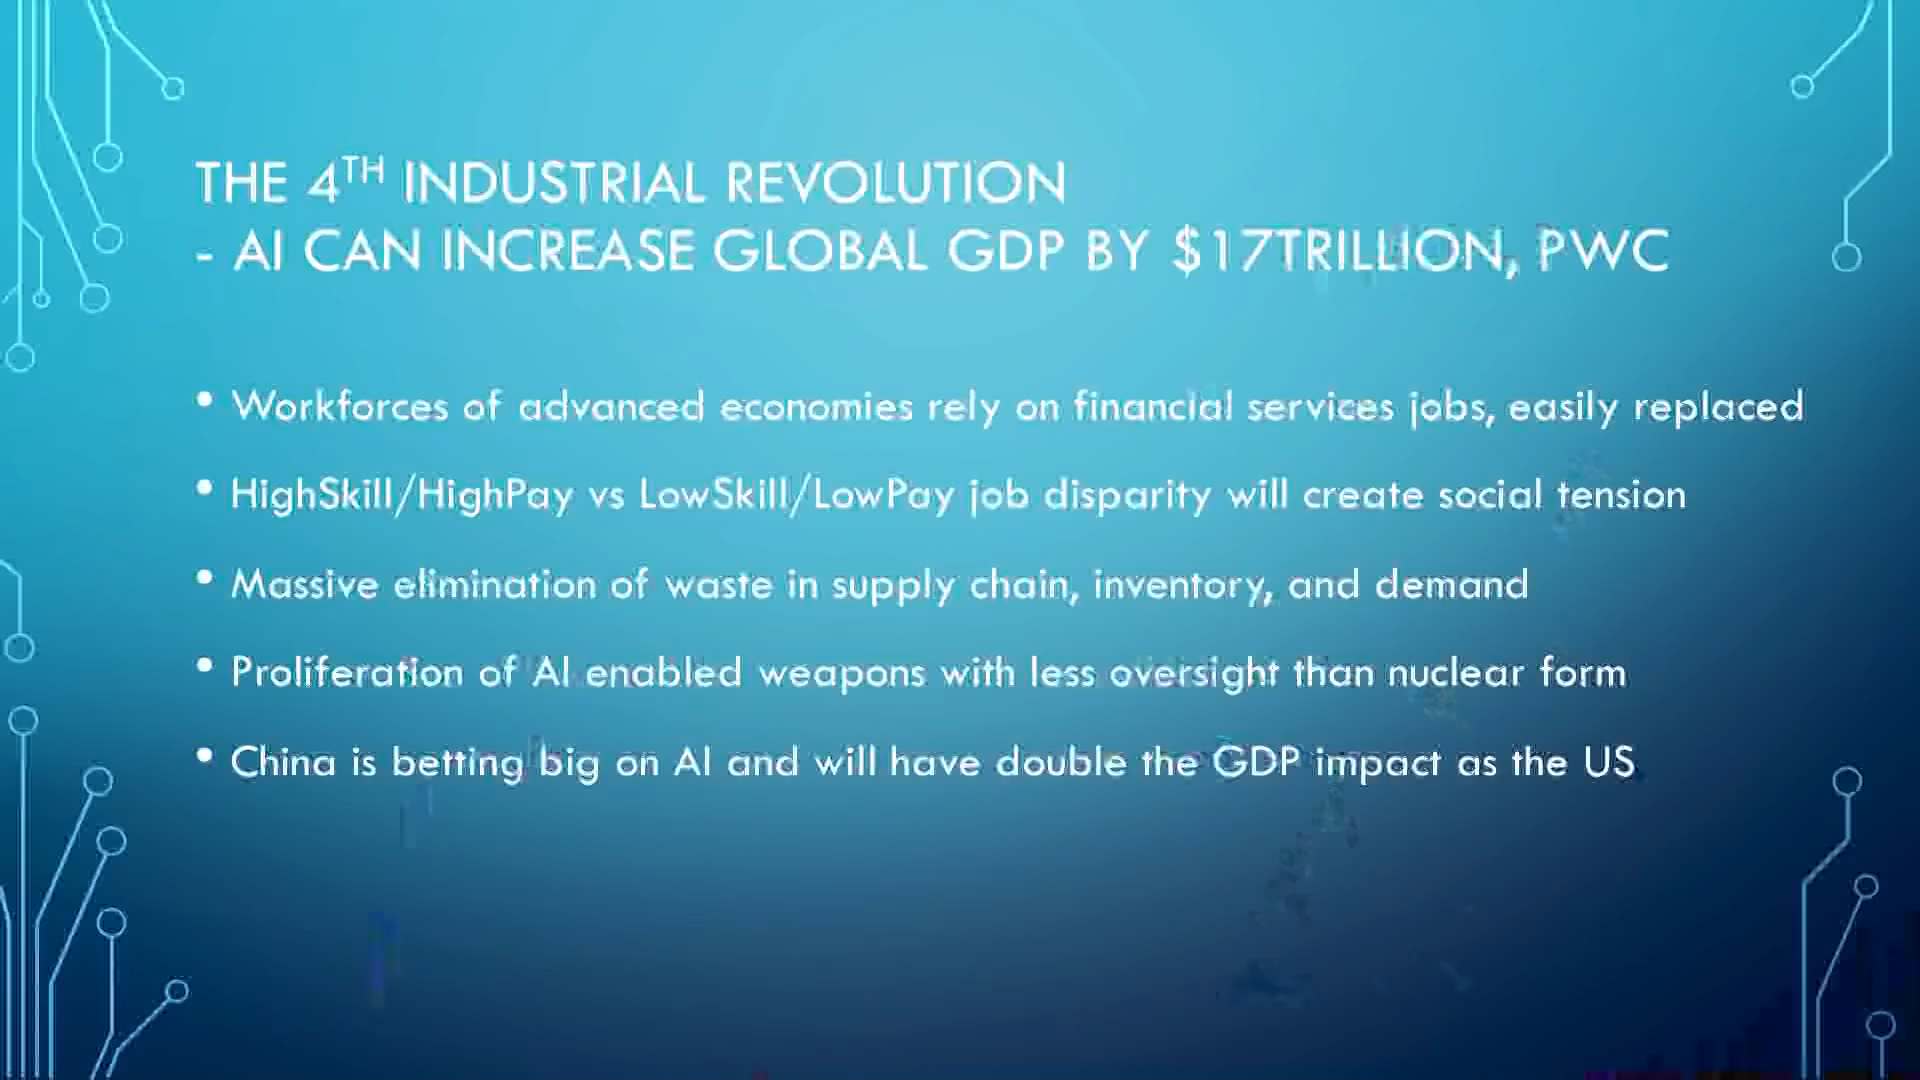 THE 4TH INDUSTRIAL REVOLUTION
- AI CAN INCREASE GLOBAL GDP BY $17TRILLION, PWC
• Workforces of advanced economies rely on financial services jobs, easily replaced
• HighSkill/HighPay vs LowSkill/LowPay job disparity will create social tension
• Massive elimination of waste in supply chain, inventory, and demand
• Proliferation of AI enabled weapons with less oversight than nuclear form
• China is betting big on AI and will have double the GDP impact as the US